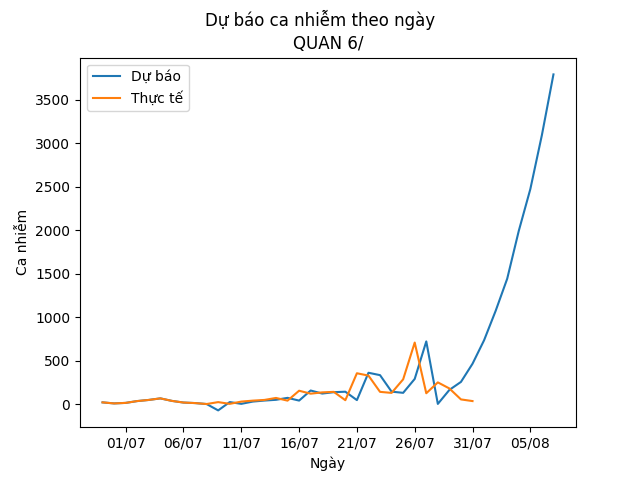 Dự báo ca nhiễm theo ngày
QUAN 6/
Dự báo
Thực tế
3500
3000
2500
2000
1500
1000
500
0
Ca nhiễm
01/07 06/07 11/07 16/07 21/07 26/07 31/07 05/08
Ngày